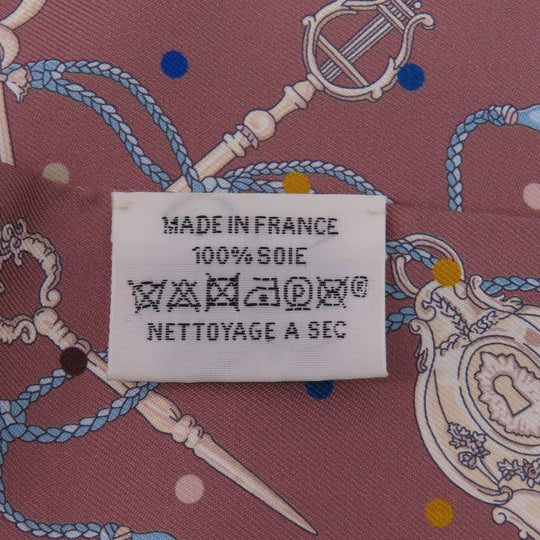 MADE IN FRANCE
100% SOIE
P ®
NETTOYAGE A SEC